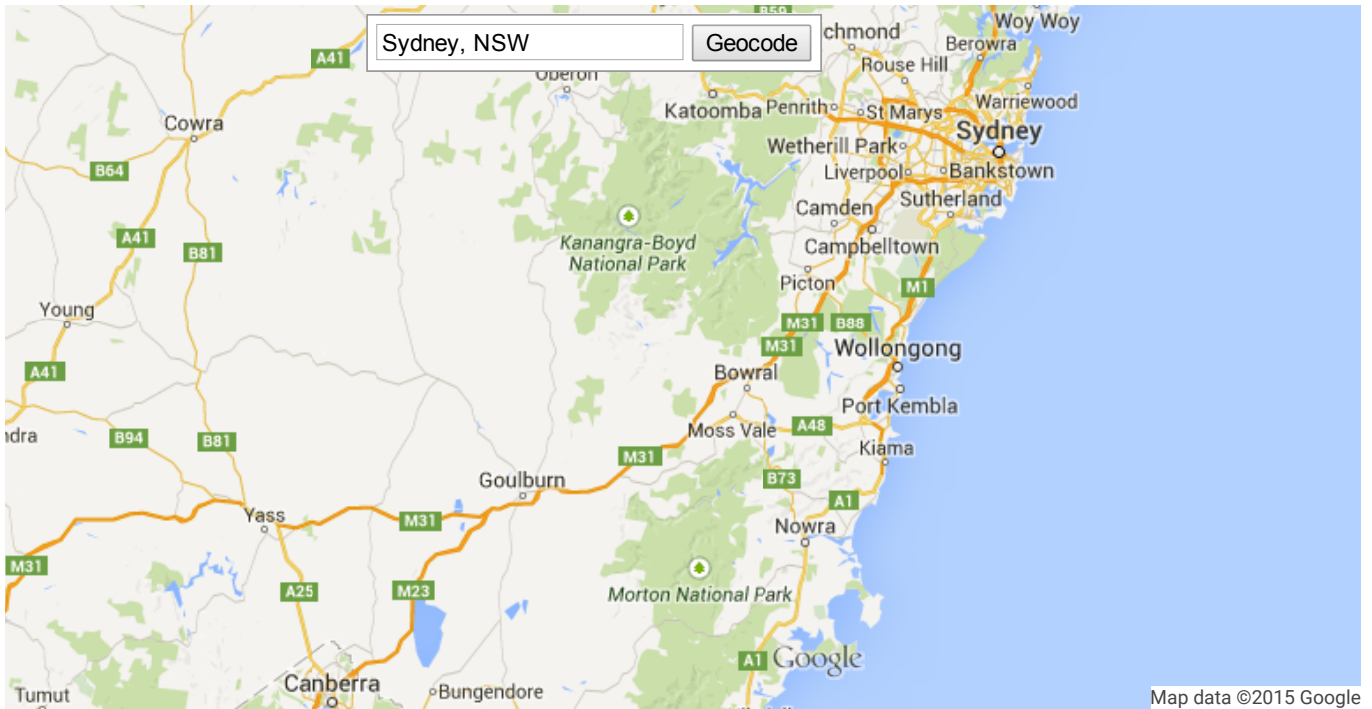 B59
Woy Woy
Sydney, NSW
Geocode
chmond
Berowra
A41
Rouse Hill
Oberon
Katoomba
Penrith
St Marys
Warriewood
Cowra
Sydney
Wetherill Park
B64
Liverpool
Bankstown
Camden
Sutherland
A41
Kanangra-Boyd
National Park
Campbelltown
B81
Picton
M1
Young
M31
B88
M31
Wollongong
A41
Bowral
Port Kembla
ndra
B94
B81
Moss Vale
A48
Kiama
M31
Goulburn
B73
A1
Yass
M31
Nowra
M31
A25
M23
Morton National Park
A1
Google
Canberra
Bungendore
Tumut
Map data ©2015 Google